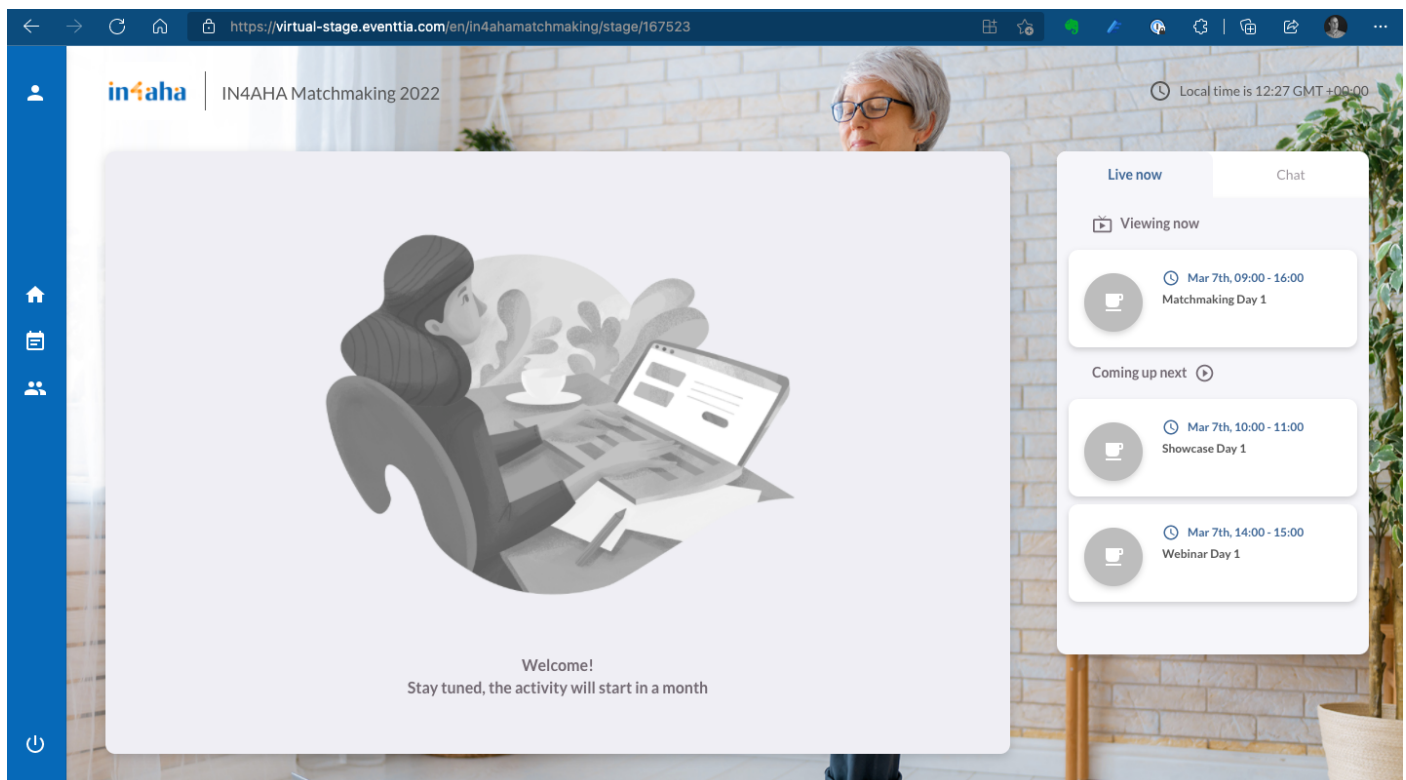 https://virtual-stage.eventtia.com/en/in4ahamatchmaking/stage/167523
in4aha
IN4AHA Matchmaking 2022
Local time is 12:27 GMT +00:00
Welcome!
Stay tuned, the activity will start in a month
Live now
Chat
Viewing now
Mar 7th, 09:00 - 16:00
Matchmaking Day 1
Coming up next
Mar 7th, 10:00 - 11:00
Showcase Day 1
Mar 7th, 14:00 - 15:00
Webinar Day 1